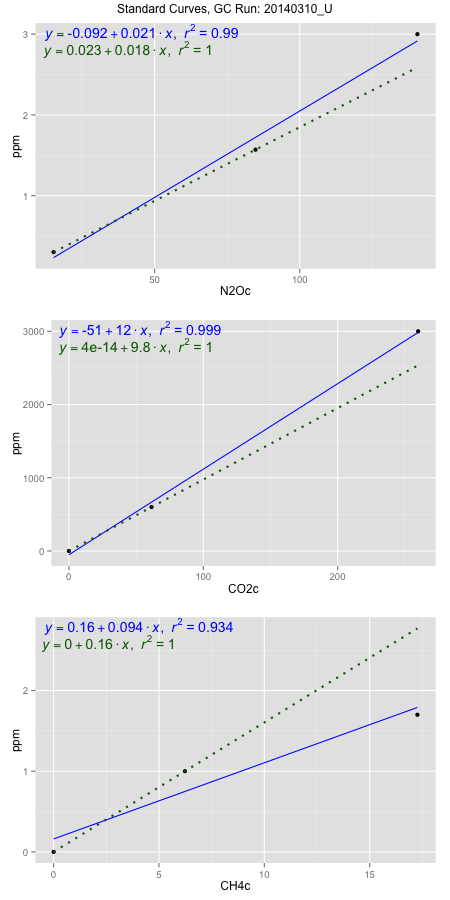 Standard Curves, GC Run: 20140310_U
y = -0.092 + 0.021 · x, r² = 0.99
y = 0.023 + 0.018 · x, r² = 1
3
2
1
ppm
50 100
N2Oc
y = -51 + 12 · x, r² = 0.999
y = 4e-14 + 9.8 · x, r² = 1
3000
2000
1000
0
ppm
0 100 200
CO2c
y = 0.16 + 0.094 · x, r² = 0.934
y = 0 + 0.16 · x, r² = 1
2
1
0
ppm
0 5 10 15
CH4c